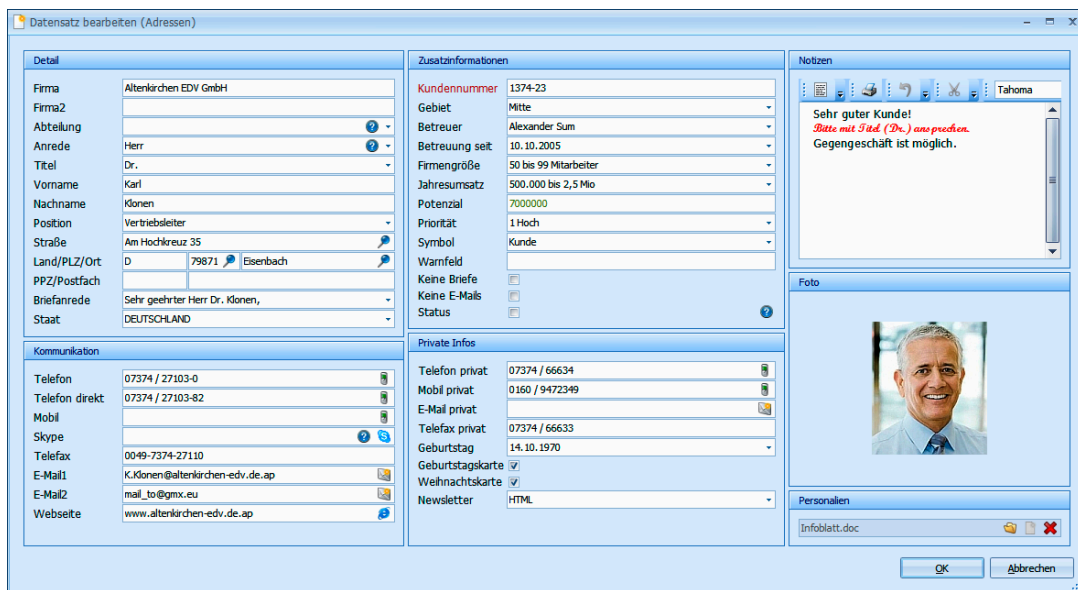 Datensatz bearbeiten (Adressen)
Detail
Firma Altenkirchen EDV GmbH
Firma2
Abteilung
Anrede Herr
Titel Dr.
Vorname Karl
Nachname Klonen
Position Vertriebsleiter
Straße Am Hochkreuz 35
Land/PLZ/Ort D 79871 Eisenbach
PPZ/Postfach
Briefanrede Sehr geehrter Herr Dr. Klonen,
Staat DEUTSCHLAND
Kommunikation
Telefon 07374 / 27103-0
Telefon direkt 07374 / 27103-82
Mobil
Skype
Telefax 0049-7374-27110
E-Mail1 K.Klonen@altenkirchen-edv.de.ap
E-Mail2 mail_to@gmx.eu
Webseite www.altenkirchen-edv.de.ap
Zusatzinformationen
Kundennummer 1374-23
Gebiet Mitte
Betreuer Alexander Sum
Betreuung seit 10.10.2005
Firmengröße 50 bis 99 Mitarbeiter
Jahresumsatz 500.000 bis 2,5 Mio
Potenzial 7000000
Priorität 1 Hoch
Symbol Kunde
Warnfeld
Keine Briefe
Keine E-Mails
Status
Private Infos
Telefon privat 07374 / 66634
Mobil privat 0160 / 9472349
E-Mail privat
Telefax privat 07374 / 66633
Geburtstag 14.10.1970
Geburtstagskarte
Weihnachtskarte
Newsletter HTML
Notizen
Tahoma
Sehr guter Kunde!
Bitte mit Titel (Dr.) ansprechen.
Gegengeschäft ist möglich.
Foto
Personalien
Infoblatt.doc
OK Abbrechen